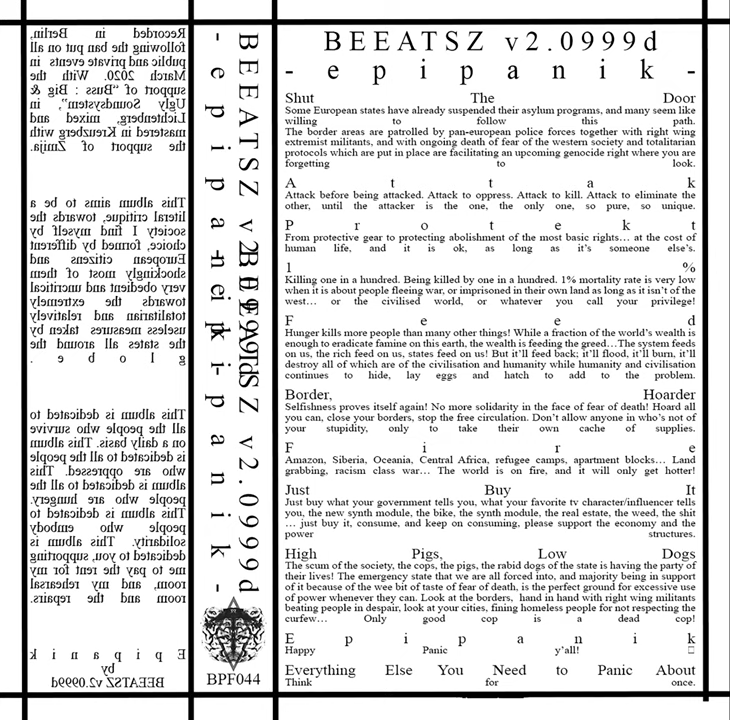 Recorded in Berlin,
following the ban put on all
public and private events in
March 2020. With the
support of “Buss : Big &
Ugly Soundsystem”, in
Lichtenberg, mixed and
mastered in Kreuzberg with
the support of Zmija.
This album aims to be a
literal critique, towards the
society I find myself by
choice, formed by different
European citizens and
shockingly most of them
very obedient and uncritical
towards the extremely
totalitarian and relatively
useless measures taken by
the states all around the
g l o b e .
This album is dedicated to
all the people who survive
on a daily basis. This album
is dedicated to all the people
who are oppressed. This
album is dedicated to all the
people who are hungery.
This album is dedicated to
people who embody
solidarity. This album is
dedicated to you, supporting
me to pay the rent for my
room, and my rehearsal
room and the repairs.
E p i p a n i k
by
BEEATSZ v2.0999d
BEEATSZ v2.0999d
- e p i p a n i k -
BEEATSZ v2.0999d
- e p i p a n i k -
BPF044
BEEATSZ v2.0999d
- e p i p a n i k -
Shut The Door
Some European states have already suspended their asylum programs, and many seem like
willing to follow this path.
The border areas are patrolled by pan-european police forces together with right wing
extremist militants, and with ongoing death of fear of the western society and totalitarian
protocols which are put in place are facilitating an upcoming genocide right where you are
forgetting to look.
A t t a k
Attack before being attacked. Attack to oppress. Attack to kill. Attack to eliminate the
other, until the attacker is the one, the only one, so pure, so unique.
P r o t e k t
From protective gear to protecting abolishment of the most basic rights… at the cost of
human life, and it is ok, as long as it’s someone else’s.
1 %
Killing one in a hundred. Being killed by one in a hundred. 1% mortality rate is very low
when it is about people fleeing war, or imprisoned in their own land as long as it isn’t of the
west… or the civilised world, or whatever you call your privilege!
F e e d
Hunger kills more people than many other things! While a fraction of the world’s wealth is
enough to eradicate famine on this earth, the wealth is feeding the greed…The system feeds
on us, the rich feed on us, states feed on us! But it’ll feed back; it’ll flood, it’ll burn, it’ll
destroy all of which are of the civilisation and humanity while humanity and civilisation
continues to hide, lay eggs and hatch to add to the problem.
Border, Hoarder
Selfishness proves itself again! No more solidarity in the face of fear of death! Hoard all
you can, close your borders, stop the free circulation. Don’t allow anyone in who’s not of
your stupidity, only to take their own cache of supplies.
F i r e
Amazon, Siberia, Oceania, Central Africa, refugee camps, apartment blocks… Land
grabbing, racism class war… The world is on fire, and it will only get hotter!
Just Buy It
Just buy what your government tells you, what your favorite tv character/influencer tells
you, the new synth module, the bike, the synth module, the real estate, the weed, the shit
… just buy it, consume, and keep on consuming, please support the economy and the
power structures.
High Pigs, Low Dogs
The scum of the society, the cops, the pigs, the rabid dogs of the state is having the party of
their lives! The emergency state that we are all forced into, and majority being in support
of it because of the wee bit of taste of fear of death, is the perfect ground for excessive use
of power whenever they can. Look at the borders, hand in hand with right wing militants
beating people in despair, look at your cities, fining homeless people for not respecting the
curfew… Only good cop is a dead cop!
E p i p a n i k
Happy Panic y’all! □
Everything Else You Need to Panic About
Think for once.